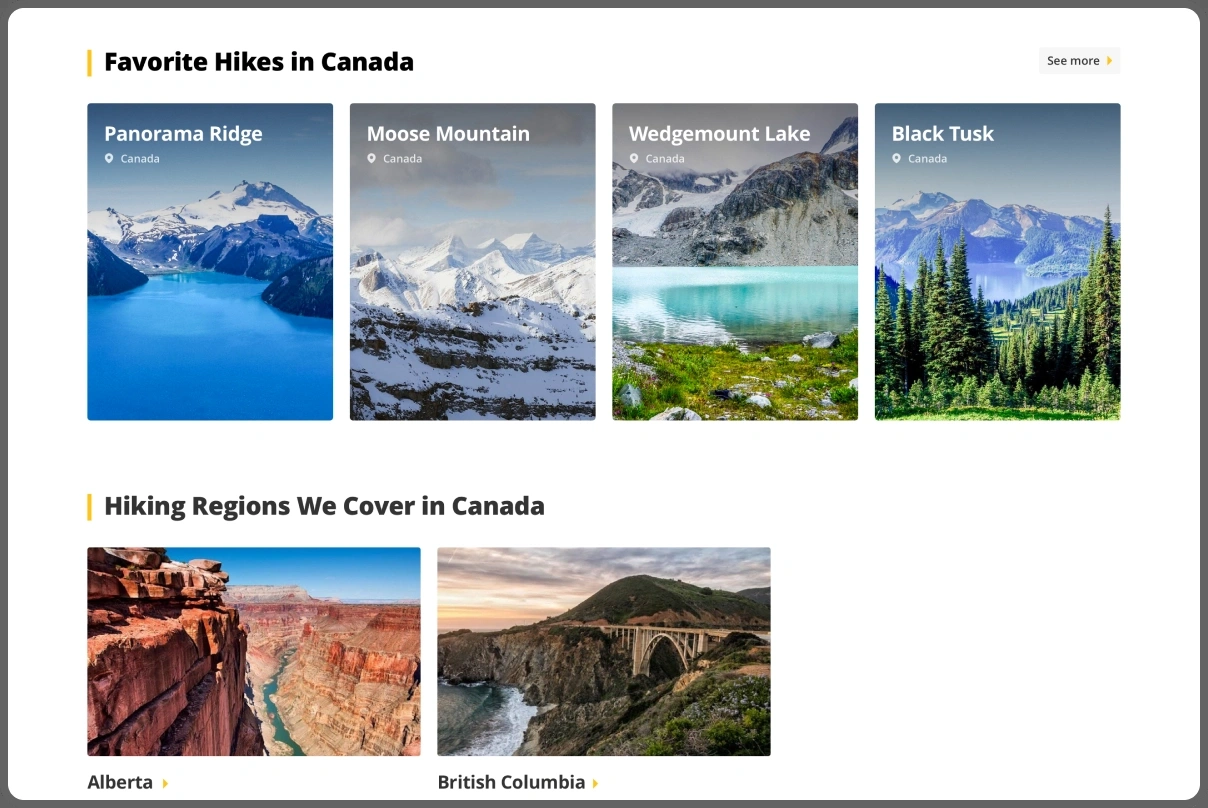 Favorite Hikes in Canada
See more
Panorama Ridge
Canada
Moose Mountain
Canada
Wedgemount Lake
Canada
Black Tusk
Canada
Hiking Regions We Cover in Canada
Alberta
British Columbia